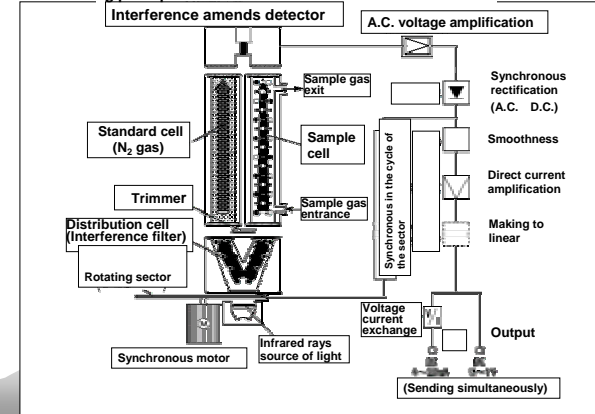 Interference amends detector
A.C. voltage amplification
Sample gas
exit
Synchronous
rectification
(A.C. D.C.)
Standard cell
(N₂ gas)
Sample
cell
Smoothness
Synchronous in the cycle of
the sector
Direct current
amplification
Trimmer
Sample gas
entrance
Distribution cell
(Interference filter)
Making to
linear
Rotating sector
Voltage
current
exchange
Output
M
Synchronous motor
Infrared rays
source of light
(Sending simultaneously)